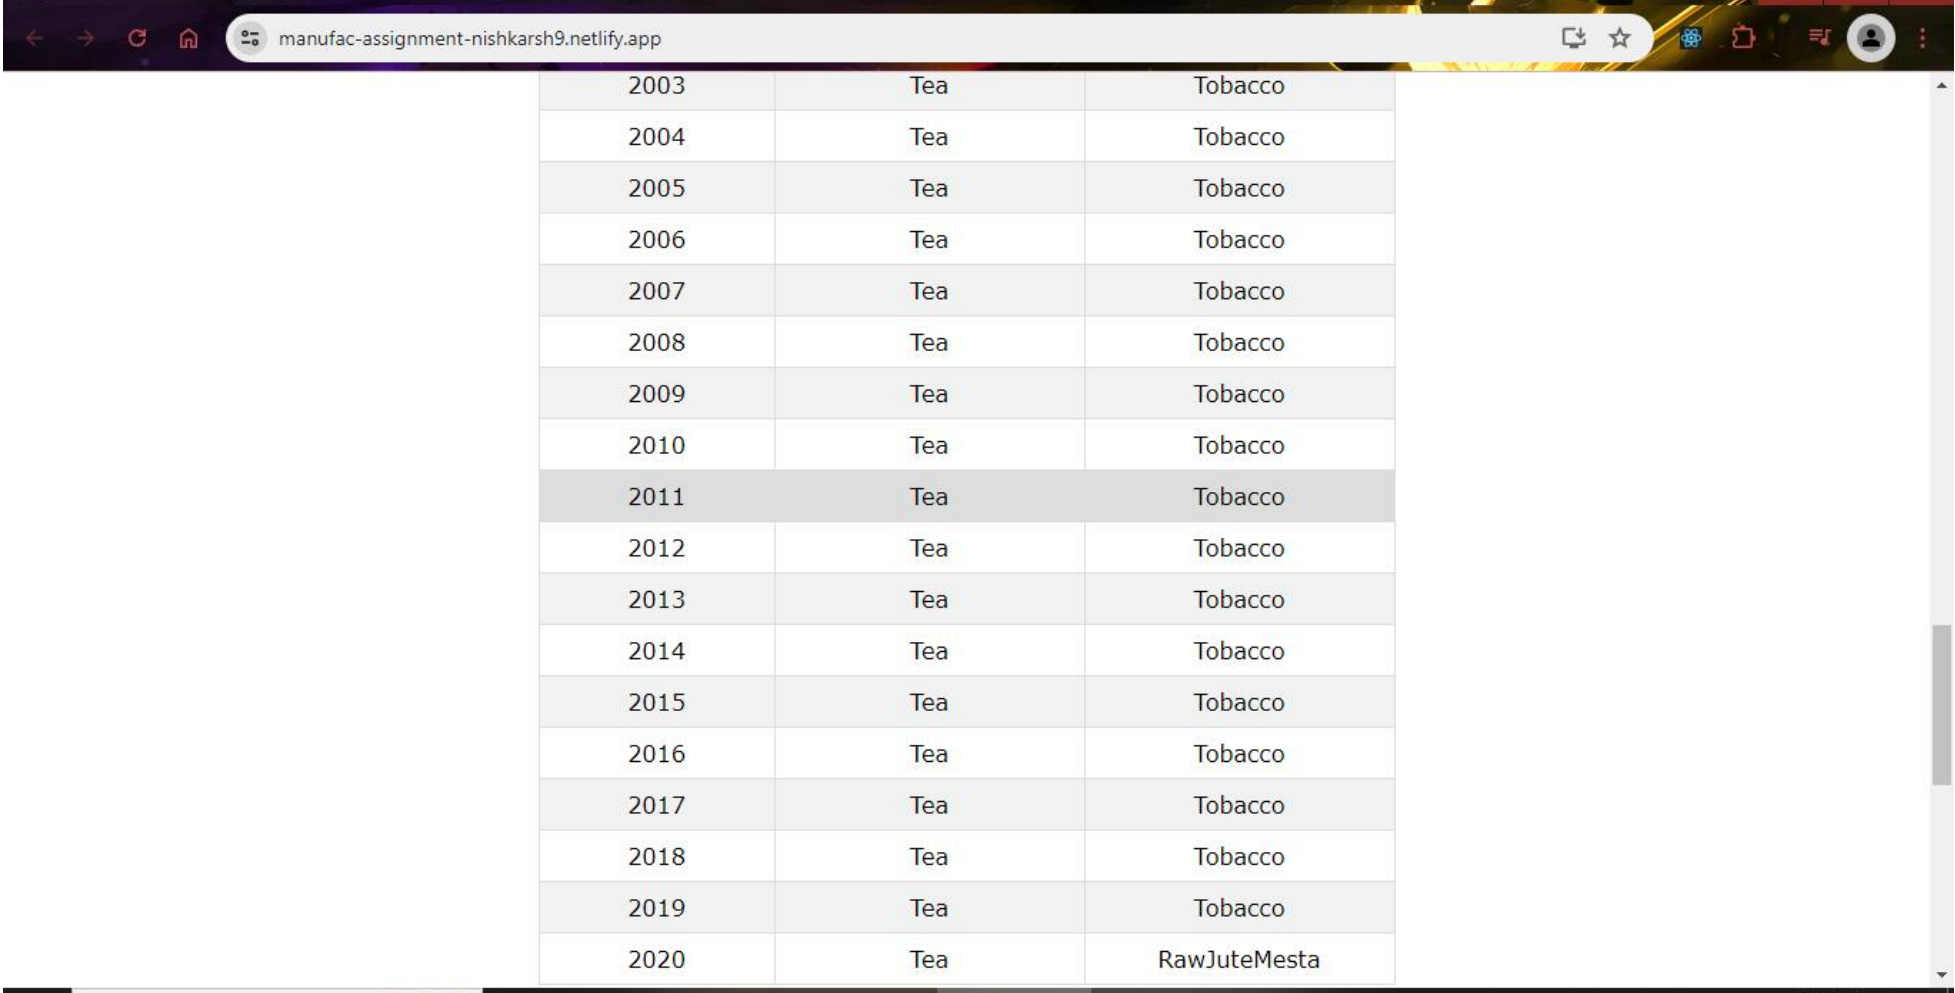 manufac-assignment-nishkarsh9.netlify.app
2003 Tea Tobacco
2004 Tea Tobacco
2005 Tea Tobacco
2006 Tea Tobacco
2007 Tea Tobacco
2008 Tea Tobacco
2009 Tea Tobacco
2010 Tea Tobacco
2011 Tea Tobacco
2012 Tea Tobacco
2013 Tea Tobacco
2014 Tea Tobacco
2015 Tea Tobacco
2016 Tea Tobacco
2017 Tea Tobacco
2018 Tea Tobacco
2019 Tea Tobacco
2020 Tea RawJuteMesta